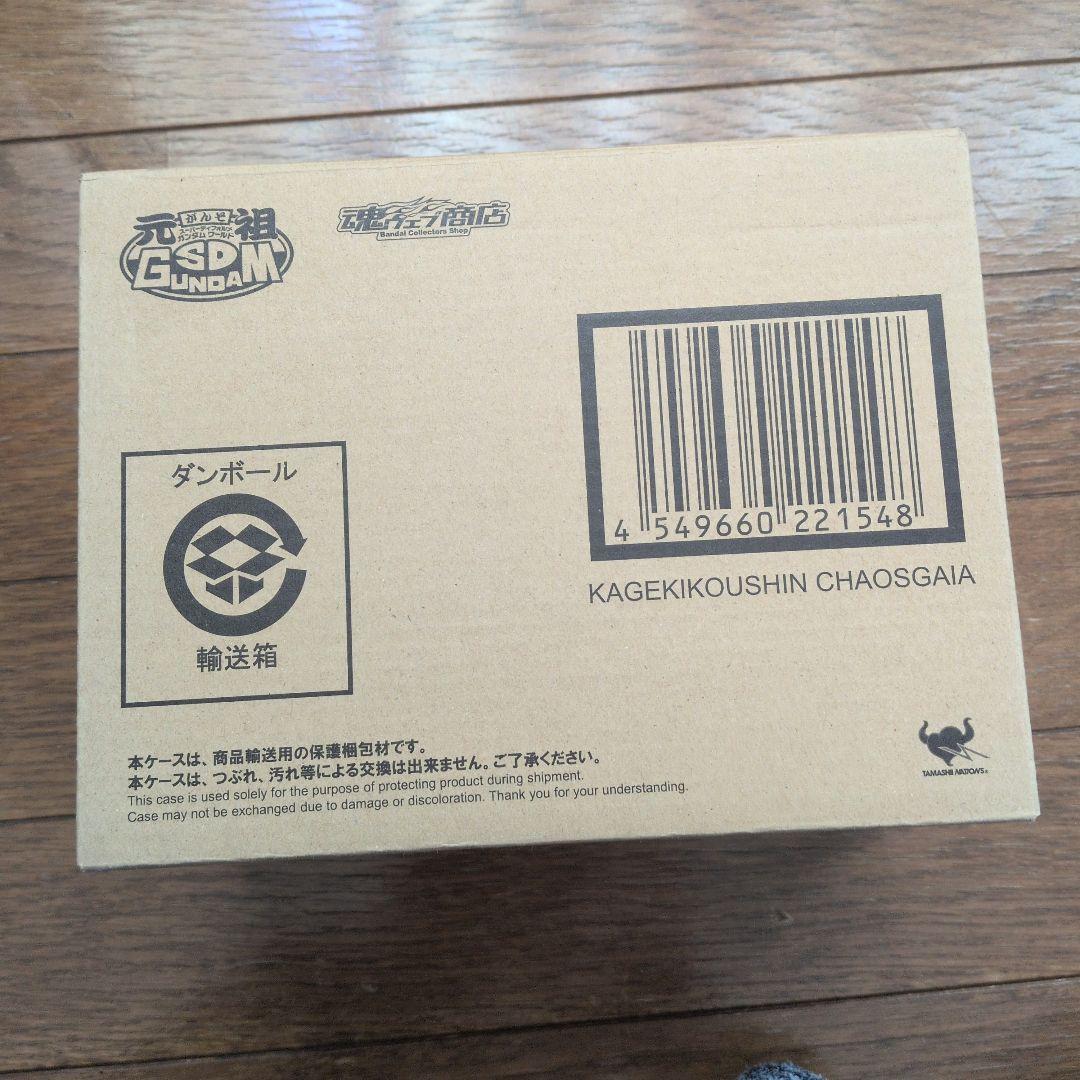 がんそ
元祖
スーパーディフォルメ
ガンダム ワールド
SD
GUNDAM
魂ウェブ商店
Bandai Collectors Shop
4 549660 221548
KAGEKIKOUSHIN CHAOSGAIA
ダンボール
輸送箱
本ケースは、商品輸送用の保護梱包材です。
本ケースは、つぶれ、汚れ等による交換は出来ません。ご了承ください。
This case is used solely for the purpose of protecting product during shipment.
Case may not be exchanged due to damage or discoloration. Thank you for your understanding.
TAMASHII NATIONS®